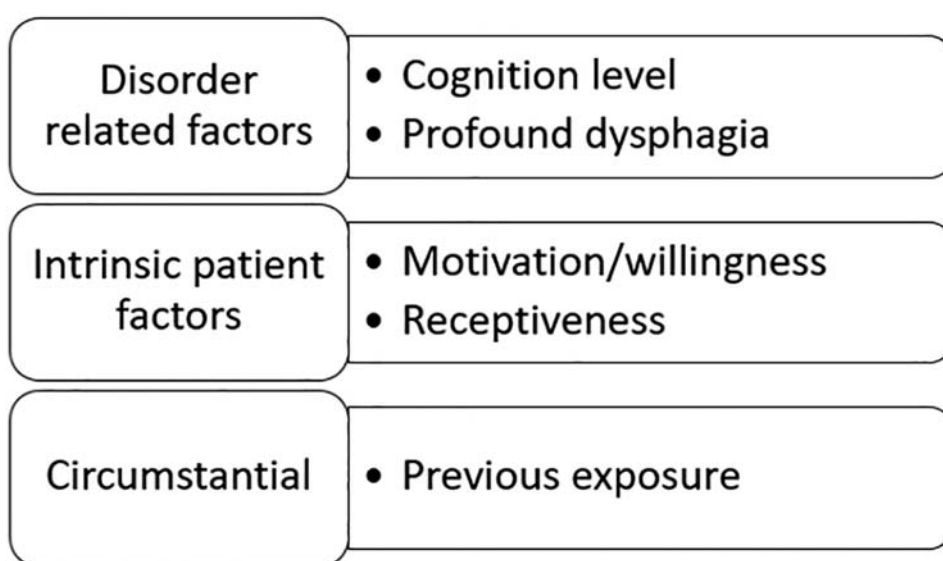 Disorder
related factors
• Cognition level
• Profound dysphagia
Intrinsic patient
factors
• Motivation/willingness
• Receptiveness
Circumstantial
• Previous exposure